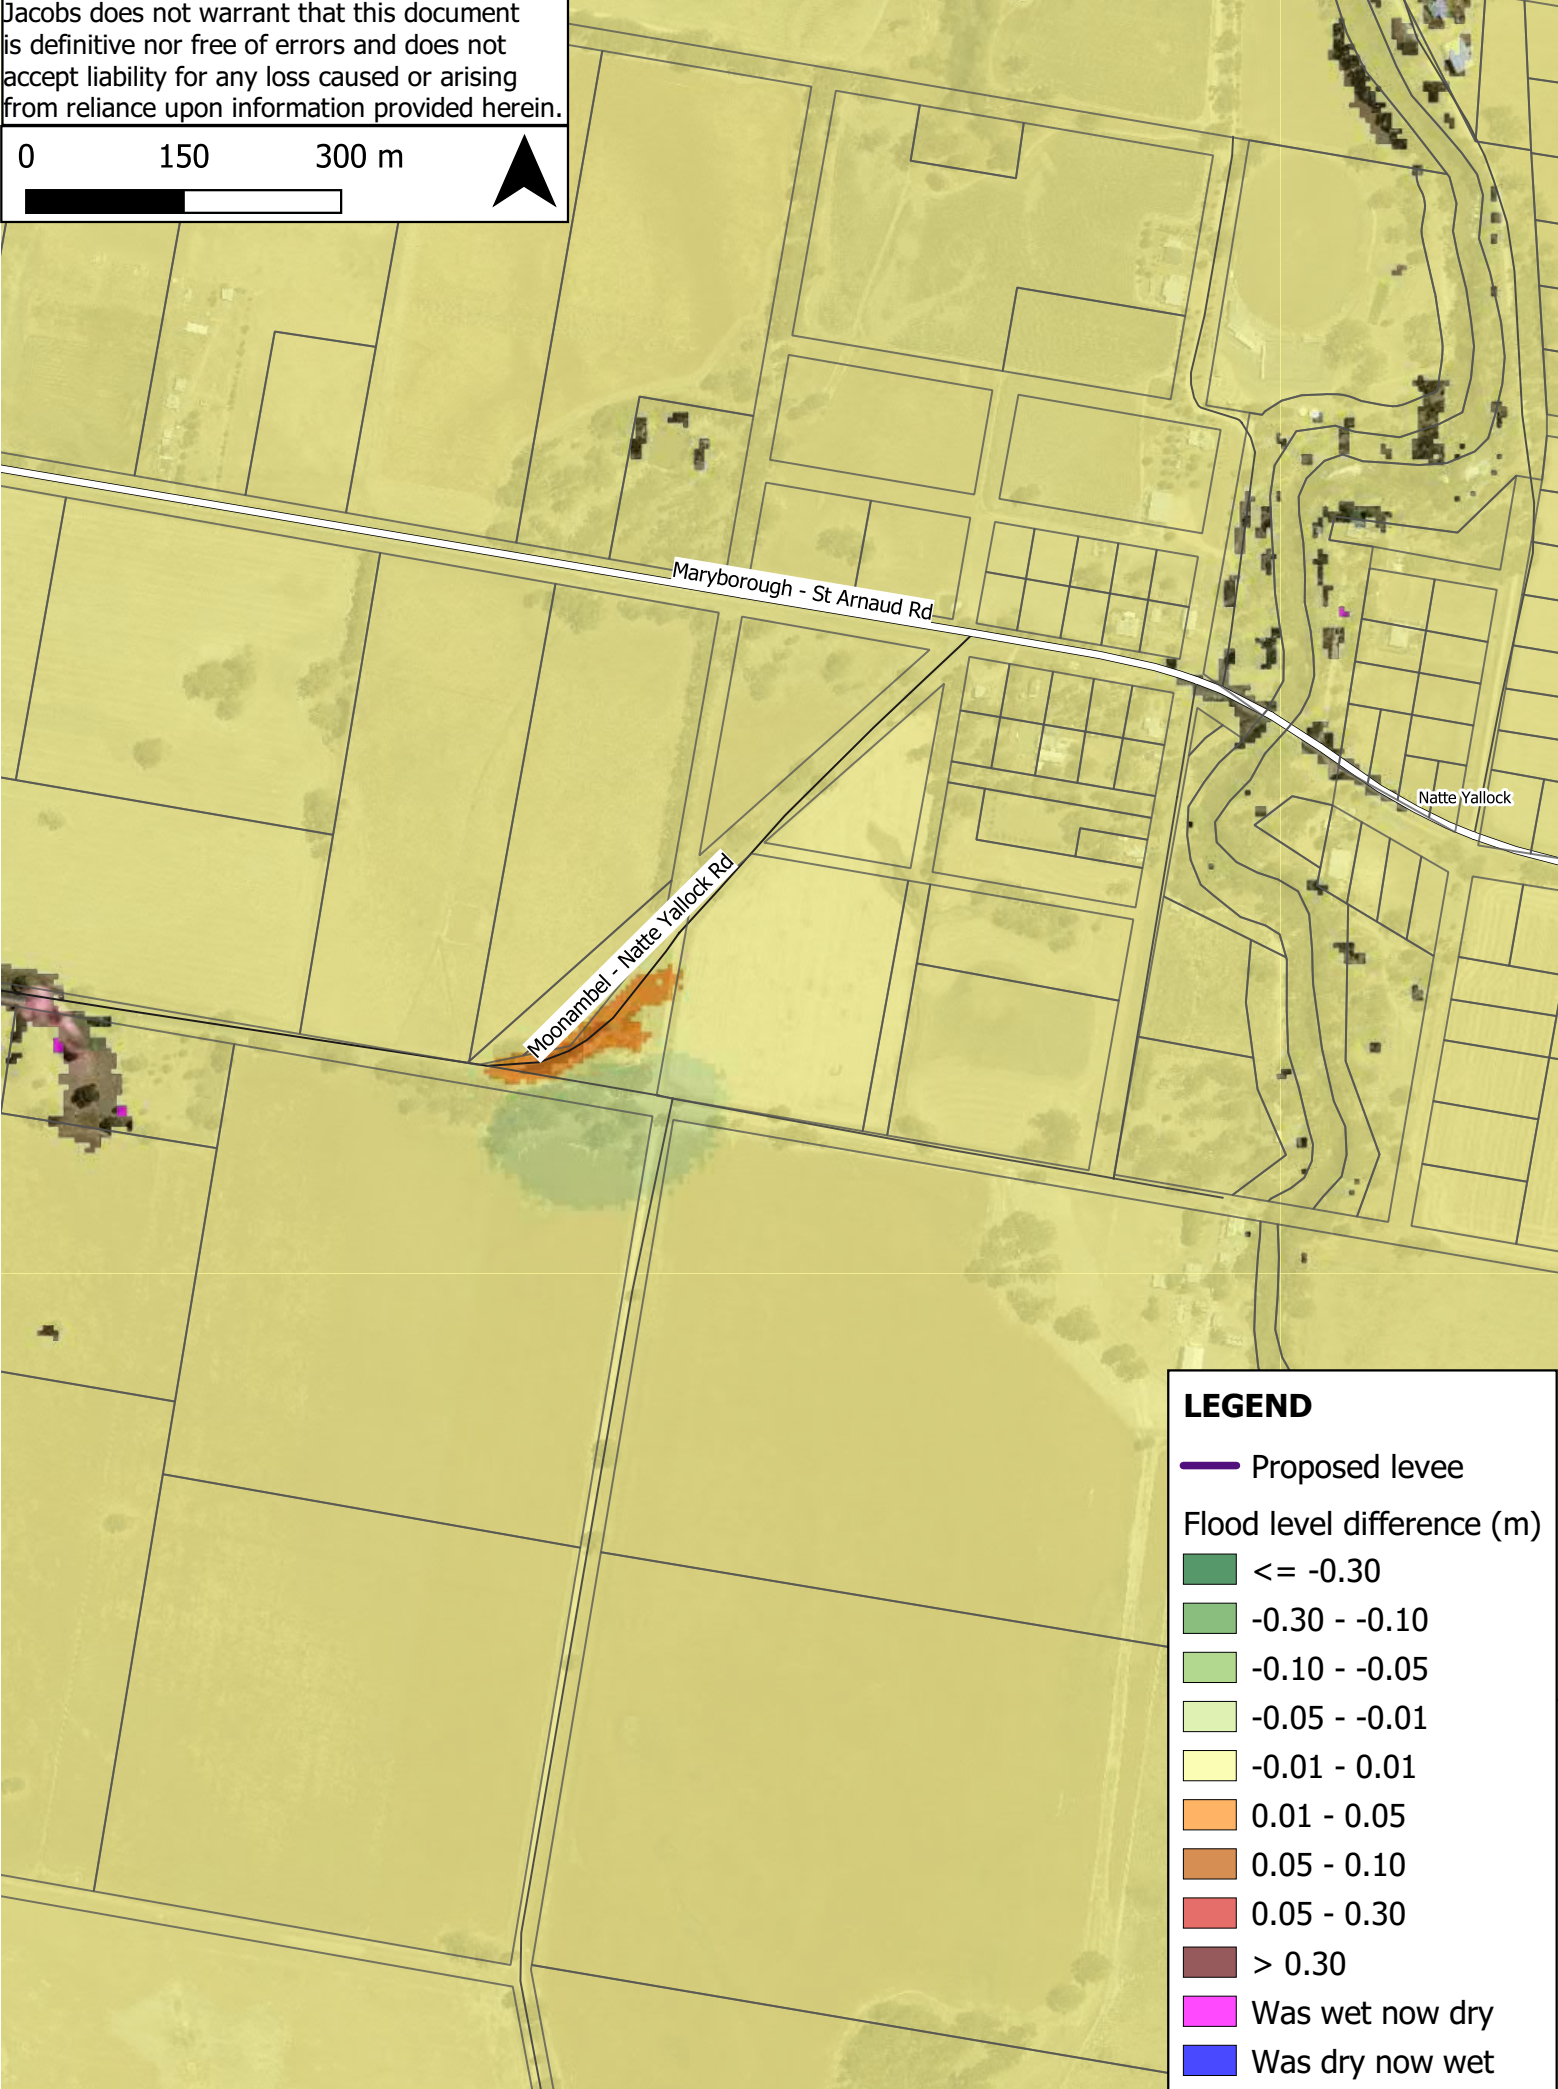 Jacobs does not warrant that this document
is definitive nor free of errors and does not
accept liability for any loss caused or arising
from reliance upon information provided herein.
0 150 300 m
Maryborough - St Arnaud Rd
Natte Yallock
Moonambel - Natte Yallock Rd
LEGEND
Proposed levee
Flood level difference (m)
<= -0.30
-0.30 - -0.10
-0.10 - -0.05
-0.05 - -0.01
-0.01 - 0.01
0.01 - 0.05
0.05 - 0.10
0.05 - 0.30
> 0.30
Was wet now dry
Was dry now wet